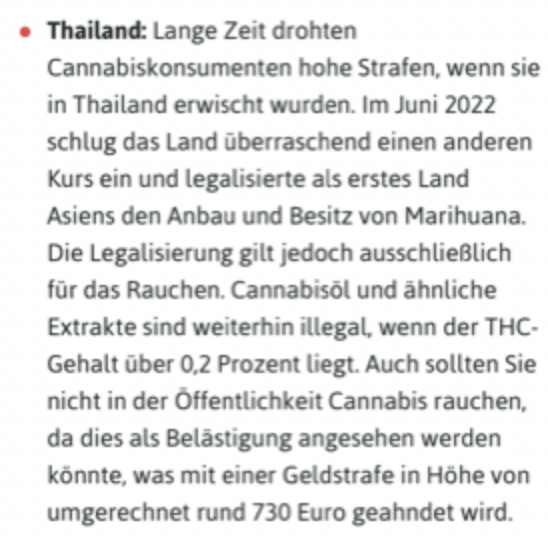 • Thailand: Lange Zeit drohten
Cannabiskonsumenten hohe Strafen, wenn sie
in Thailand erwischt wurden. Im Juni 2022
schlug das Land überraschend einen anderen
Kurs ein und legalisierte als erstes Land
Asiens den Anbau und Besitz von Marihuana.
Die Legalisierung gilt jedoch ausschließlich
für das Rauchen. Cannabisöl und ähnliche
Extrakte sind weiterhin illegal, wenn der THC-
Gehalt über 0,2 Prozent liegt. Auch sollten Sie
nicht in der Öffentlichkeit Cannabis rauchen,
da dies als Belästigung angesehen werden
könnte, was mit einer Geldstrafe in Höhe von
umgerechnet rund 730 Euro geahndet wird.